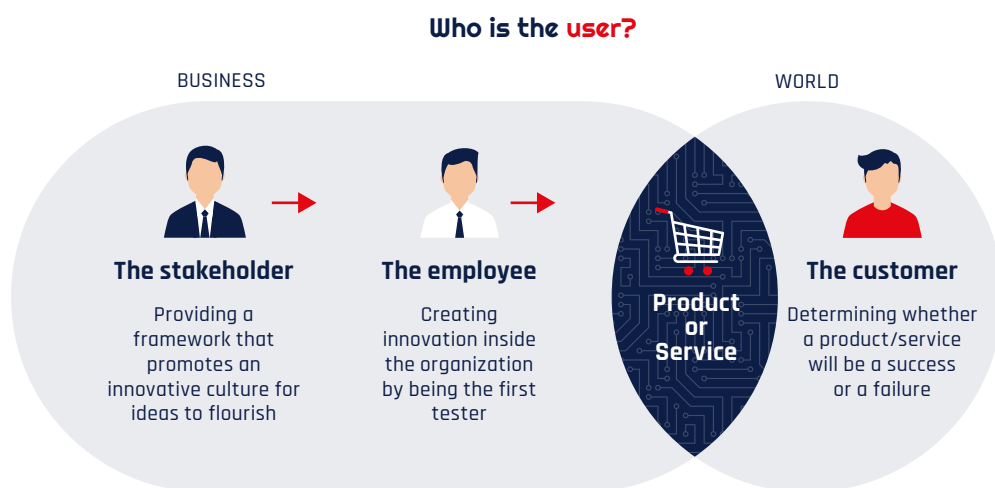 Who is the user?
BUSINESS
WORLD
The stakeholder
Providing a
framework that
promotes an
innovative culture for
ideas to flourish
The employee
Creating
innovation inside
the organization
by being the first
tester
Product
or
Service
The customer
Determining whether
a product/service
will be a success
or a failure